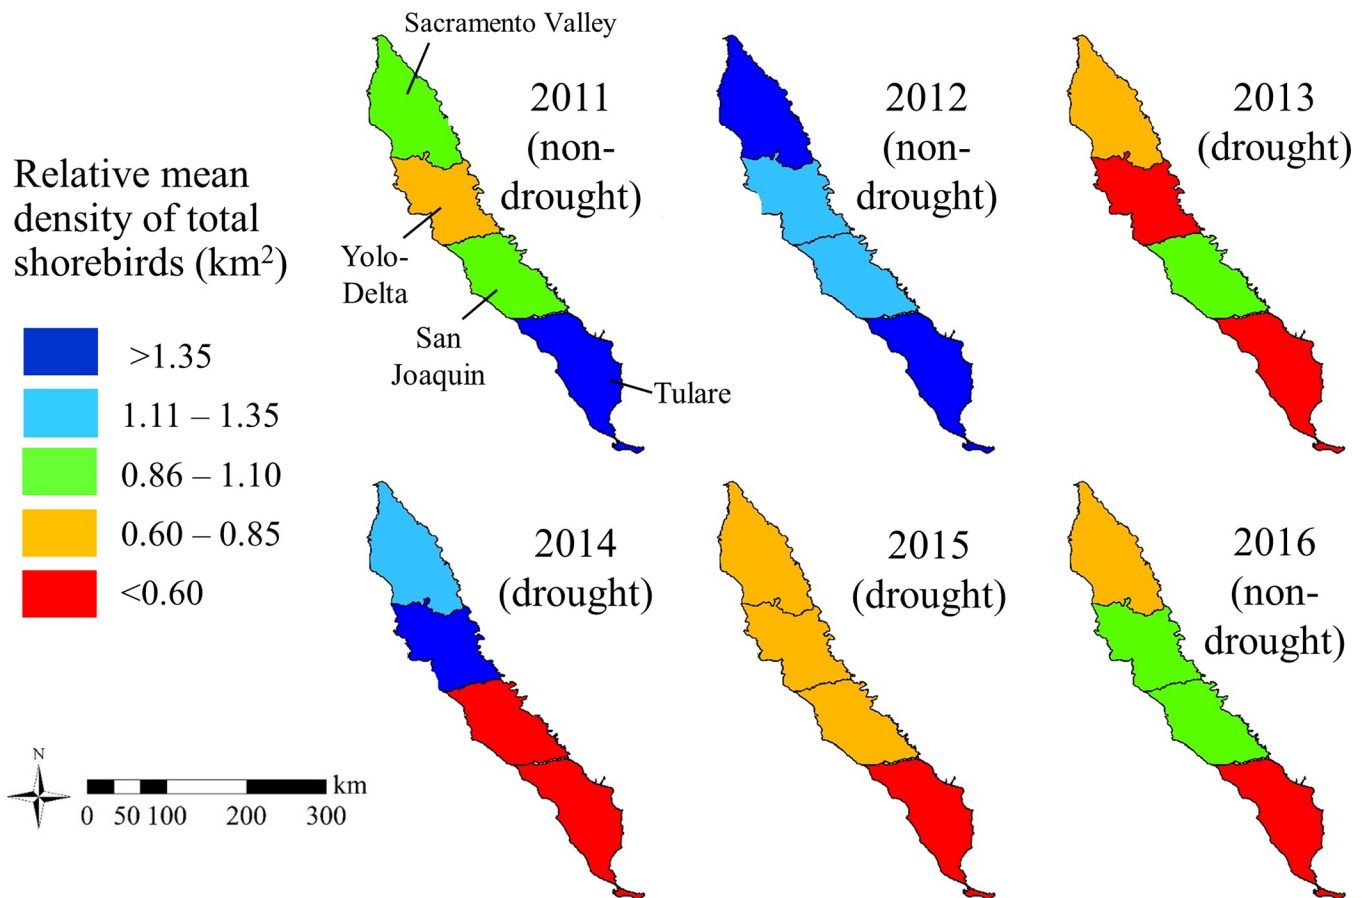 Sacramento Valley
2011
(non-
drought)
2012
(non-
drought)
2013
(drought)
Relative mean
density of total
shorebirds (km²)
Yolo-
Delta
San
Joaquin
Tulare
>1.35
1.11 – 1.35
0.86 – 1.10
0.60 – 0.85
<0.60
2014
(drought)
2015
(drought)
2016
(non-
drought)
N
km
0 50 100 200 300